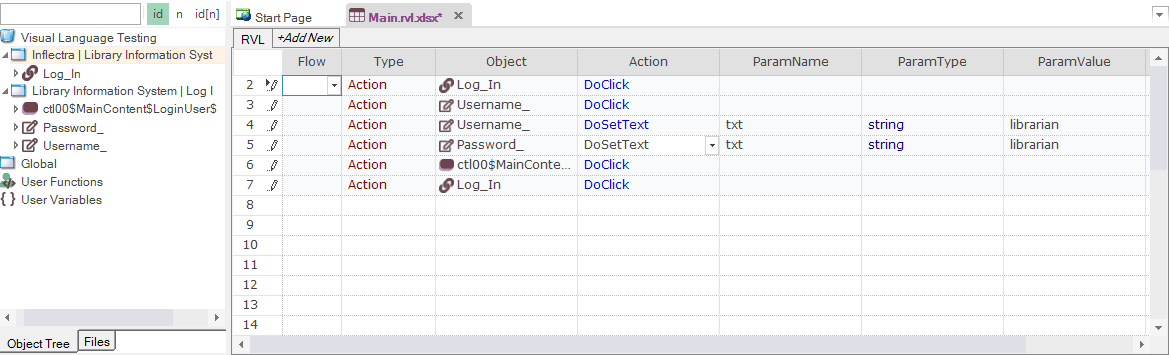 id n id[n]
Visual Language Testing
Inflectra | Library Information Syst
Log_In
Library Information System | Log I
ctl00$MainContent$LoginUser$
Password_
Username_
Global
User Functions
User Variables
Object Tree Files
Start Page Main.rvl.xlsx*
RVL +Add New
Flow Type Object Action ParamName ParamType ParamValue
2 Action Log_In DoClick
3 Action Username_ DoClick
4 Action Username_ DoSetText txt string librarian
5 Action Password_ DoSetText txt string librarian
6 Action ctl00$MainConte... DoClick
7 Action Log_In DoClick
8
9
10
11
12
13
14